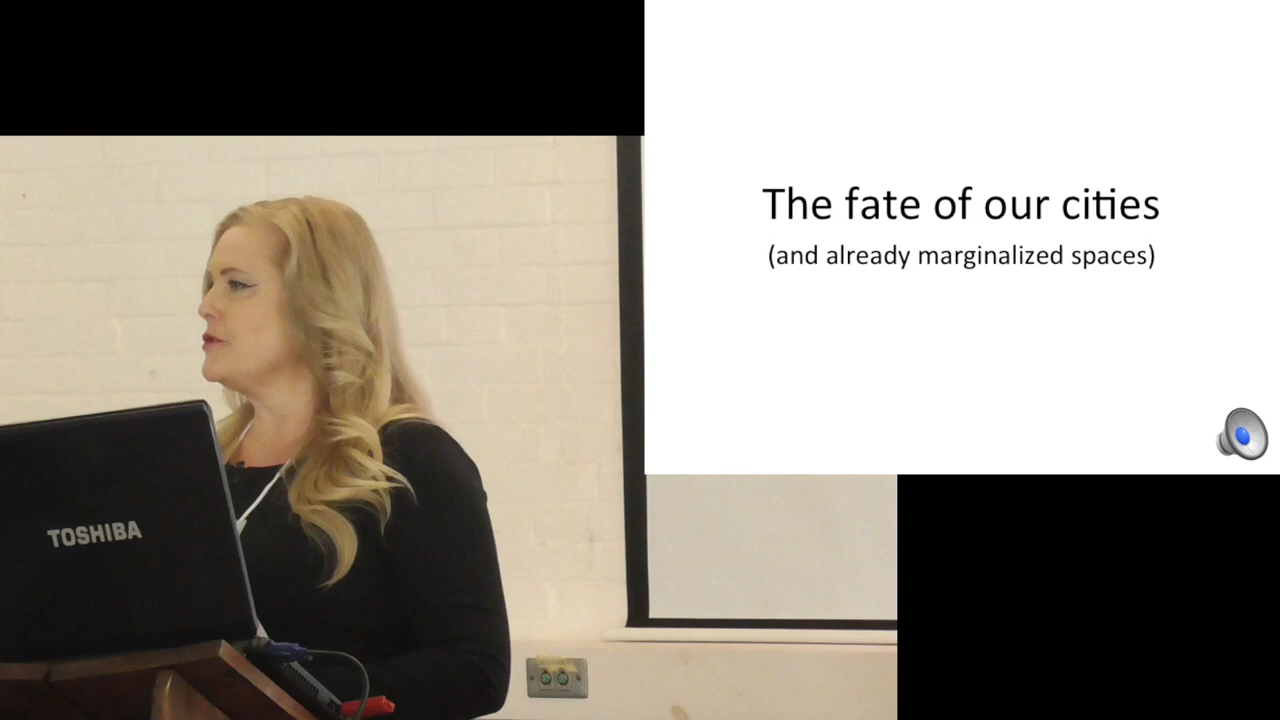 The fate of our cities
(and already marginalized spaces)
TOSHIBA